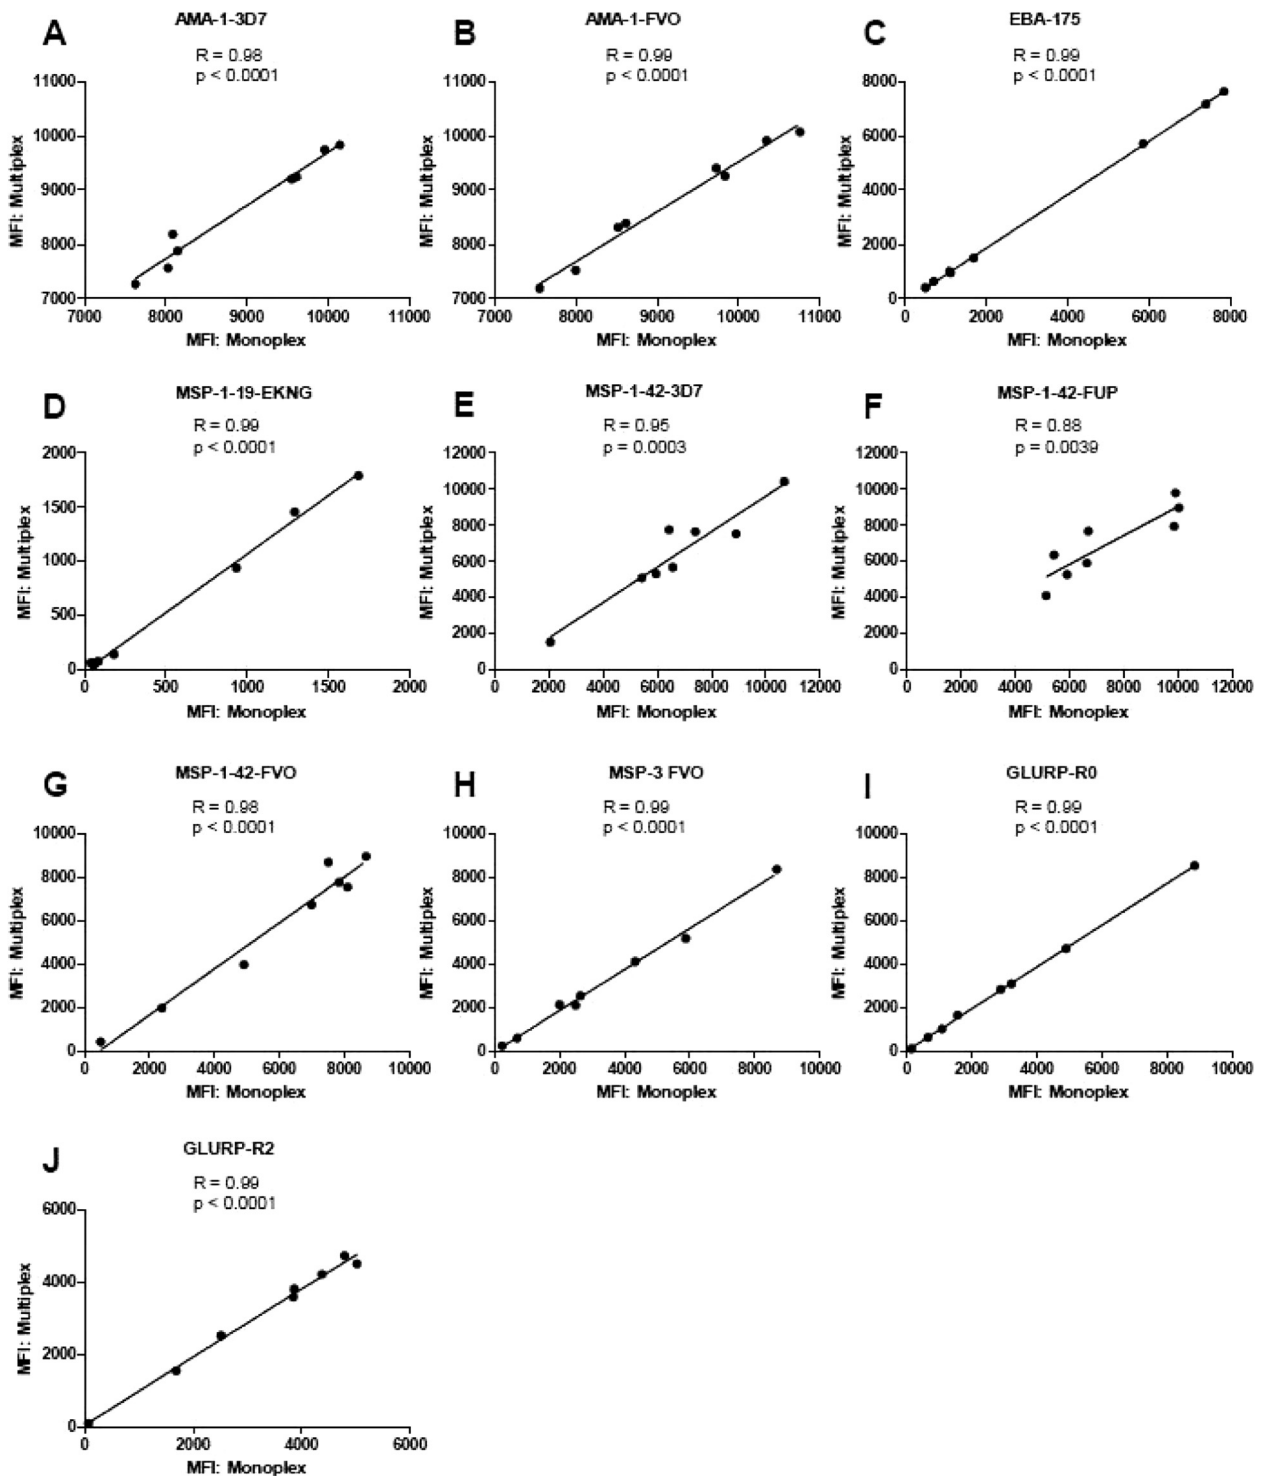 A
AMA-1-3D7
R = 0.98
p < 0.0001
MFI: Multiplex
11000
10000
9000
8000
7000
7000 8000 9000 10000 11000
MFI: Monoplex
B
AMA-1-FVO
R = 0.99
p < 0.0001
MFI: Multiplex
11000
10000
9000
8000
7000
7000 8000 9000 10000 11000
MFI: Monoplex
C
EBA-175
R = 0.99
p < 0.0001
MFI: Multiplex
8000
6000
4000
2000
0
0 2000 4000 6000 8000
MFI: Monoplex
D
MSP-1-19-EKNG
R = 0.99
p < 0.0001
MFI: Multiplex
2000
1500
1000
500
0
0 500 1000 1500 2000
MFI: Monoplex
E
MSP-1-42-3D7
R = 0.95
p = 0.0003
MFI: Multiplex
12000
10000
8000
6000
4000
2000
0
0 2000 4000 6000 8000 10000 12000
MFI: Monoplex
F
MSP-1-42-FUP
R = 0.88
p = 0.0039
MFI: Multiplex
12000
10000
8000
6000
4000
2000
0
0 2000 4000 6000 8000 10000 12000
MFI: Monoplex
G
MSP-1-42-FVO
R = 0.98
p < 0.0001
MFI: Multiplex
10000
8000
6000
4000
2000
0
0 2000 4000 6000 8000 10000
MFI: Monoplex
H
MSP-3 FVO
R = 0.99
p < 0.0001
MFI: Multiplex
10000
8000
6000
4000
2000
0
0 2000 4000 6000 8000 10000
MFI: Monoplex
I
GLURP-R0
R = 0.99
p < 0.0001
MFI: Multiplex
10000
8000
6000
4000
2000
0
0 2000 4000 6000 8000 10000
MFI: Monoplex
J
GLURP-R2
R = 0.99
p < 0.0001
MFI: Multiplex
6000
4000
2000
0
0 2000 4000 6000
MFI: Monoplex